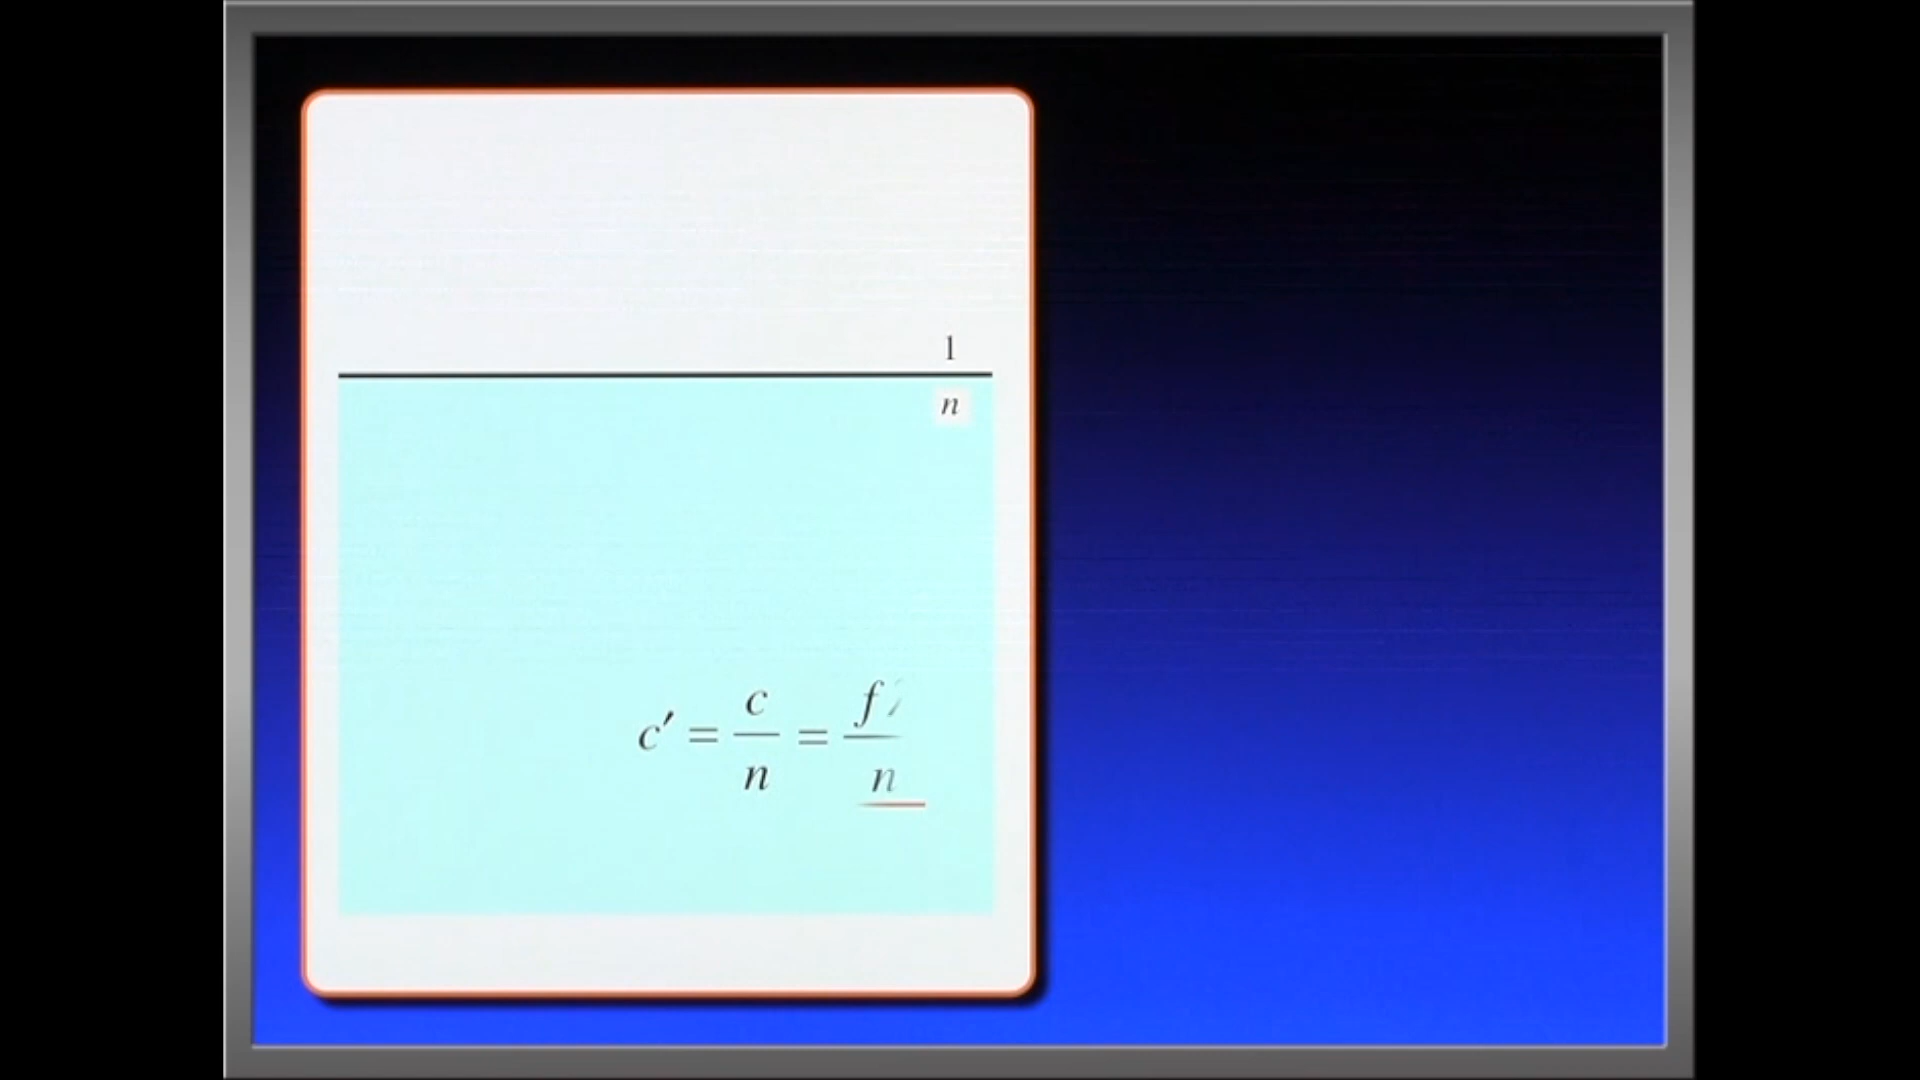 1
n
c′ = c/n = f/n